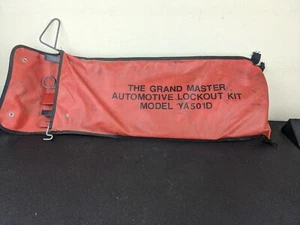 THE GRAND MASTER
AUTOMOTIVE LOCKOUT KIT
MODEL YA501D